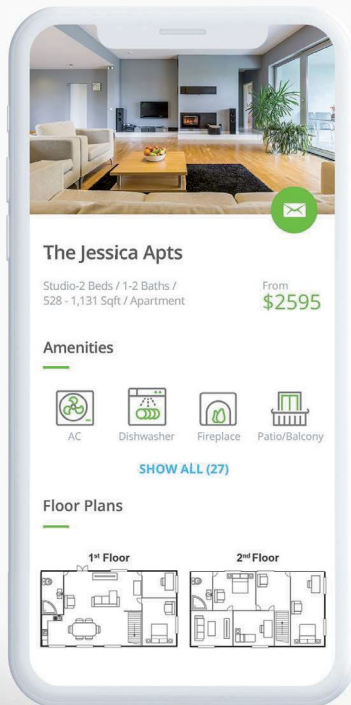 The Jessica Apts
Studio-2 Beds / 1-2 Baths /
528 - 1,131 Sqft / Apartment
From
$2595
Amenities
AC
Dishwasher
Fireplace
Patio/Balcony
SHOW ALL (27)
Floor Plans
1st Floor
2nd Floor